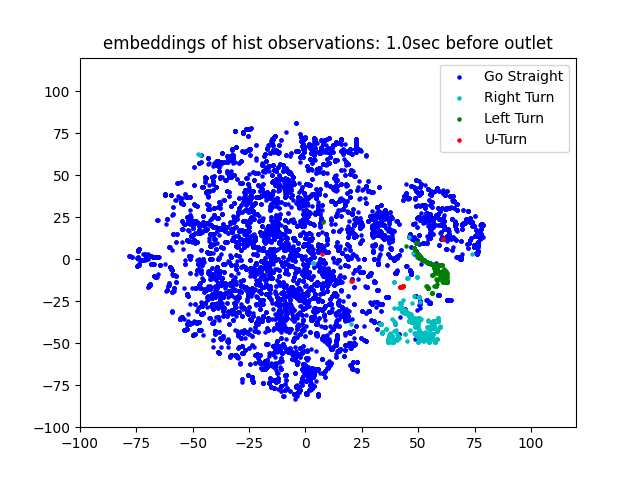 embeddings of hist observations: 1.0sec before outlet
Go Straight
Right Turn
Left Turn
U-Turn
100
75
50
25
0
−25
−50
−75
−100
−100 −75 −50 −25 0 25 50 75 100